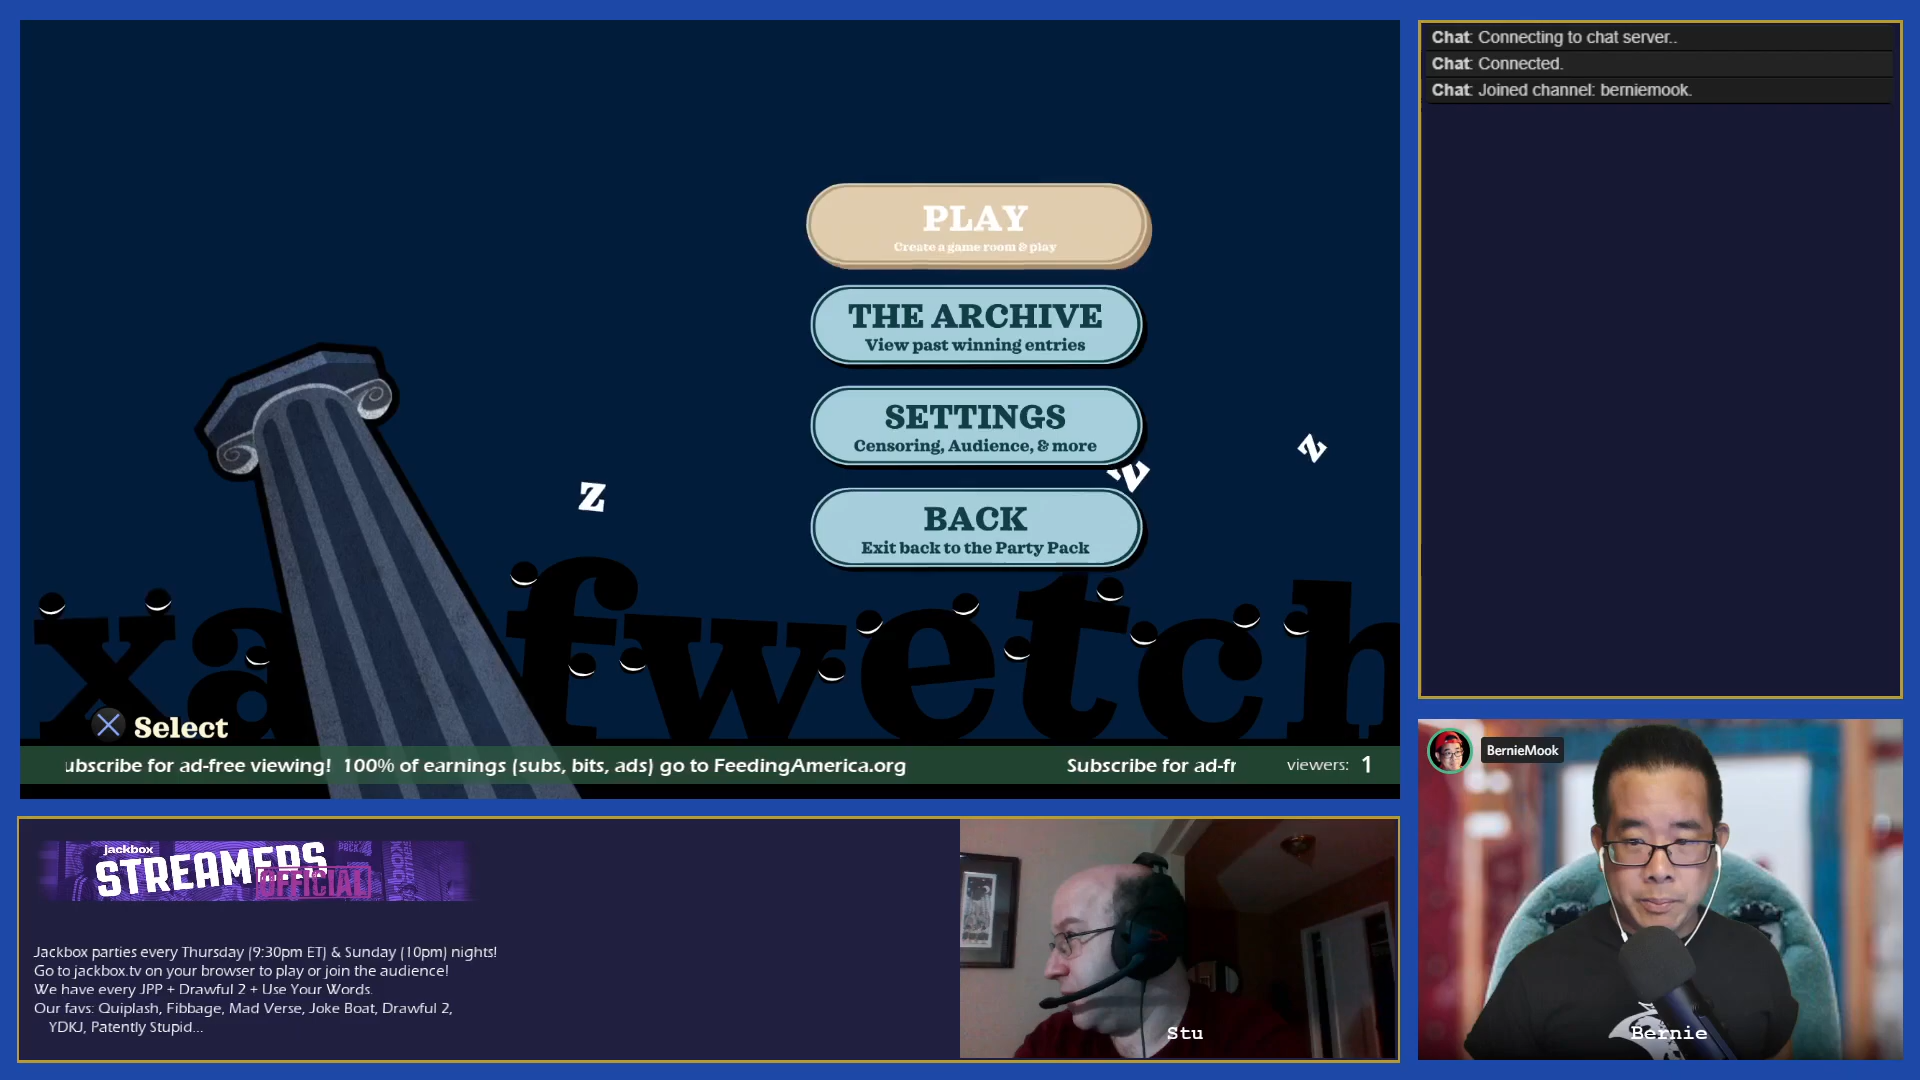 PLAY
Create a game room & play
THE ARCHIVE
View past winning entries
SETTINGS
Censoring, Audience, & more
BACK
Exit back to the Party Pack
z
z
xa fwetch
Select
ubscribe for ad-free viewing! 100% of earnings (subs, bits, ads) go to FeedingAmerica.org Subscribe for ad-fr viewers: 1
Chat: Connecting to chat server..
Chat: Connected.
Chat: Joined channel: berniemook.
jackbox
STREAMERS
OFFICIAL
Jackbox parties every Thursday (9:30pm ET) & Sunday (10pm) nights!
Go to jackbox.tv on your browser to play or join the audience!
We have every JPP + Drawful 2 + Use Your Words.
Our favs: Quiplash, Fibbage, Mad Verse, Joke Boat, Drawful 2,
YDKJ, Patently Stupid...
Stu
BernieMook
Bernie